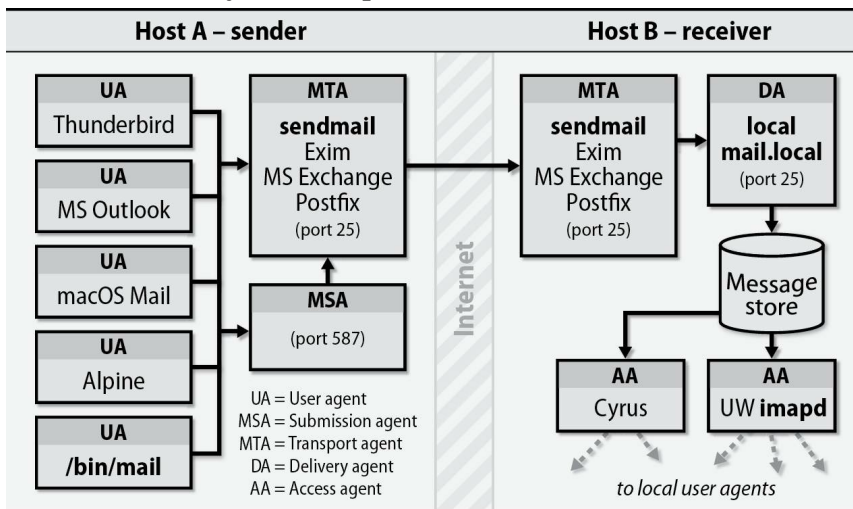 Host A – sender
Host B – receiver
UA
Thunderbird
UA
MS Outlook
UA
macOS Mail
UA
Alpine
UA
/bin/mail
MTA
sendmail
Exim
MS Exchange
Postfix
(port 25)
MSA
(port 587)
UA = User agent
MSA = Submission agent
MTA = Transport agent
DA = Delivery agent
AA = Access agent
Internet
MTA
sendmail
Exim
MS Exchange
Postfix
(port 25)
DA
local
mail.local
(port 25)
Message
store
AA
Cyrus
AA
UW imapd
to local user agents